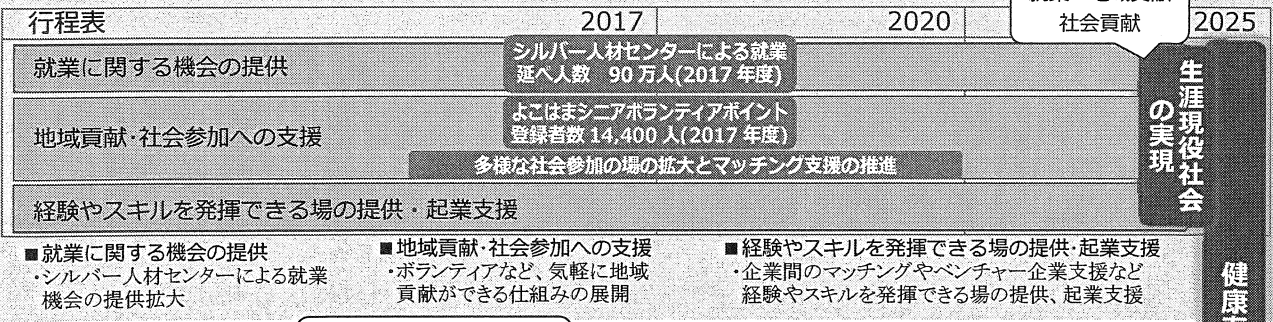 社会貢献
行程表 2017 2020 2025
就業に関する機会の提供
シルバー人材センターによる就業
延べ人数 90万人(2017年度)
地域貢献・社会参加への支援
よこはまシニアボランティアポイント
登録者数14,400人(2017年度)
多様な社会参加の場の拡大とマッチング支援の推進
経験やスキルを発揮できる場の提供・起業支援
生涯現役社会
の実現
■就業に関する機会の提供
・シルバー人材センターによる就業
機会の提供拡大
■地域貢献・社会参加への支援
・ボランティアなど、気軽に地域
貢献ができる仕組みの展開
■経験やスキルを発揮できる場の提供・起業支援
・企業間のマッチングやベンチャー企業支援など
経験やスキルを発揮できる場の提供、起業支援
健康